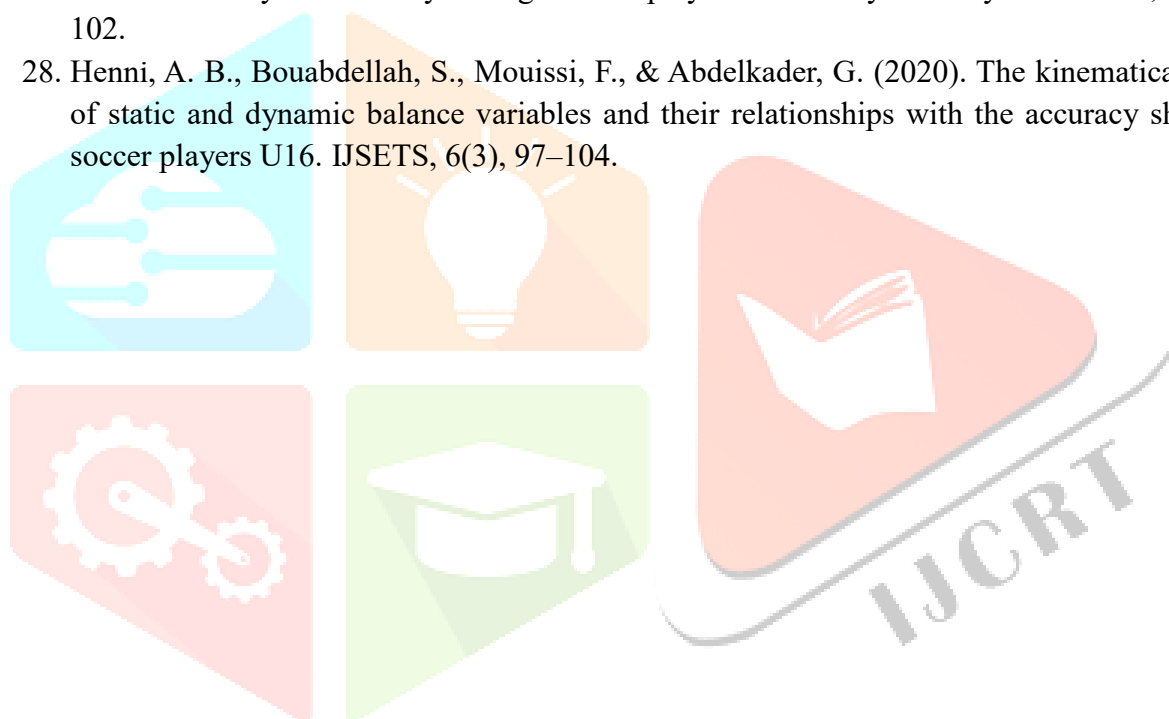 102.
28. Henni, A. B., Bouabdellah, S., Mouissi, F., & Abdelkader, G. (2020). The kinematica
of static and dynamic balance variables and their relationships with the accuracy sh
soccer players U16. IJSETS, 6(3), 97–104.
IJCRT